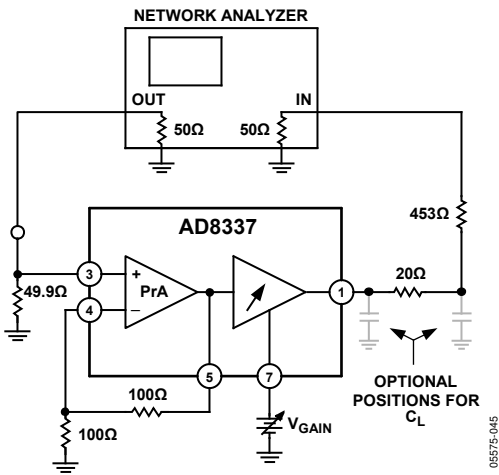 NETWORK ANALYZER
OUT
IN
50Ω
50Ω
453Ω
AD8337
20Ω
PrA
+
–
3
4
1
49.9Ω
5
7
100Ω
100Ω
VGAIN
OPTIONAL
POSITIONS FOR
CL
05575-045